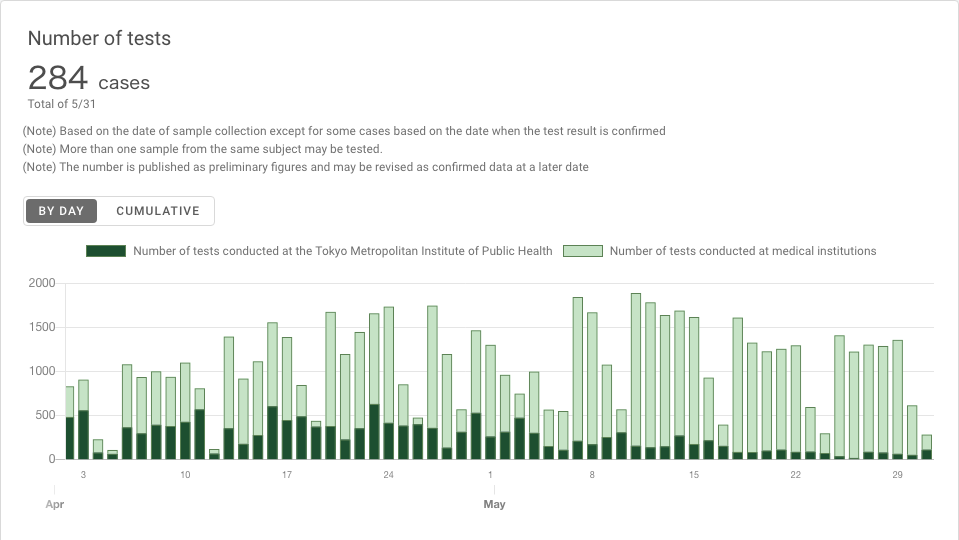 Number of tests
284 cases
Total of 5/31
(Note) Based on the date of sample collection except for some cases based on the date when the test result is confirmed
(Note) More than one sample from the same subject may be tested.
(Note) The number is published as preliminary figures and may be revised as confirmed data at a later date
BY DAY CUMULATIVE
Number of tests conducted at the Tokyo Metropolitan Institute of Public Health Number of tests conducted at medical institutions
2000
1500
1000
500
0
3 10 17 24 1 8 15 22 29
Apr May